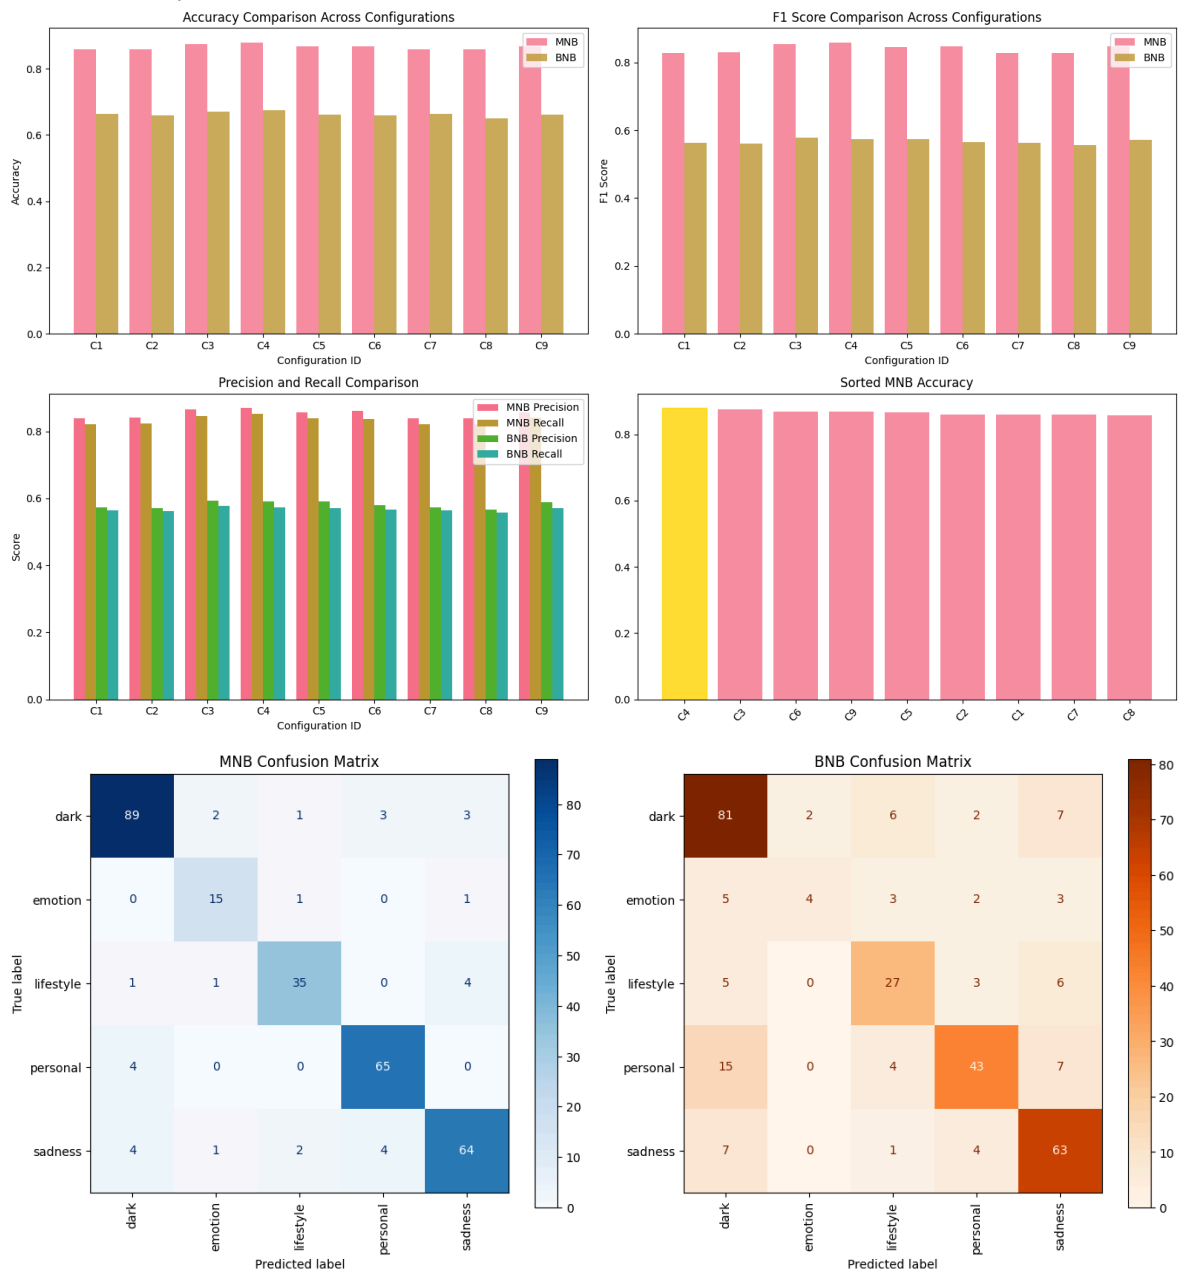 Accuracy Comparison Across Configurations
MNB
BNB
0.8
0.6
0.4
0.2
0.0
Accuracy
C1 C2 C3 C4 C5 C6 C7 C8 C9
Configuration ID
F1 Score Comparison Across Configurations
MNB
BNB
0.8
0.6
0.4
0.2
0.0
F1 Score
C1 C2 C3 C4 C5 C6 C7 C8 C9
Configuration ID
Precision and Recall Comparison
MNB Precision
MNB Recall
BNB Precision
BNB Recall
0.8
0.6
0.4
0.2
0.0
Score
C1 C2 C3 C4 C5 C6 C7 C8 C9
Configuration ID
Sorted MNB Accuracy
0.8
0.6
0.4
0.2
0.0
C4 C3 C6 C9 C5 C2 C1 C7 C8
MNB Confusion Matrix
True label
dark 89 2 1 3 3
emotion 0 15 1 0 1
lifestyle 1 1 35 0 4
personal 4 0 0 65 0
sadness 4 1 2 4 64
dark emotion lifestyle personal sadness
Predicted label
80
70
60
50
40
30
20
10
0
BNB Confusion Matrix
True label
dark 81 2 6 2 7
emotion 5 4 3 2 3
lifestyle 5 0 27 3 6
personal 15 0 4 43 7
sadness 7 0 1 4 63
dark emotion lifestyle personal sadness
Predicted label
80
70
60
50
40
30
20
10
0